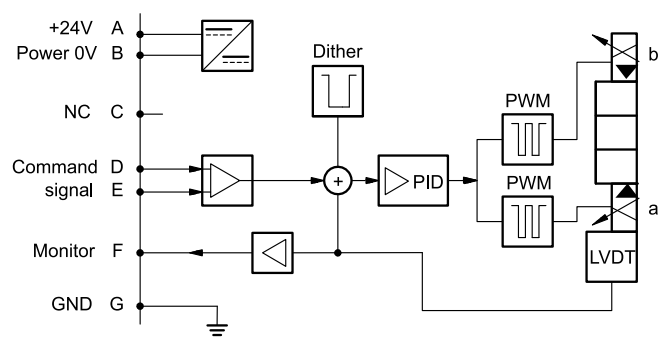 +24V A
Power 0V B
Dither
b
NC C
PWM
Command D
signal E
+
PID
PWM
a
Monitor F
LVDT
GND G